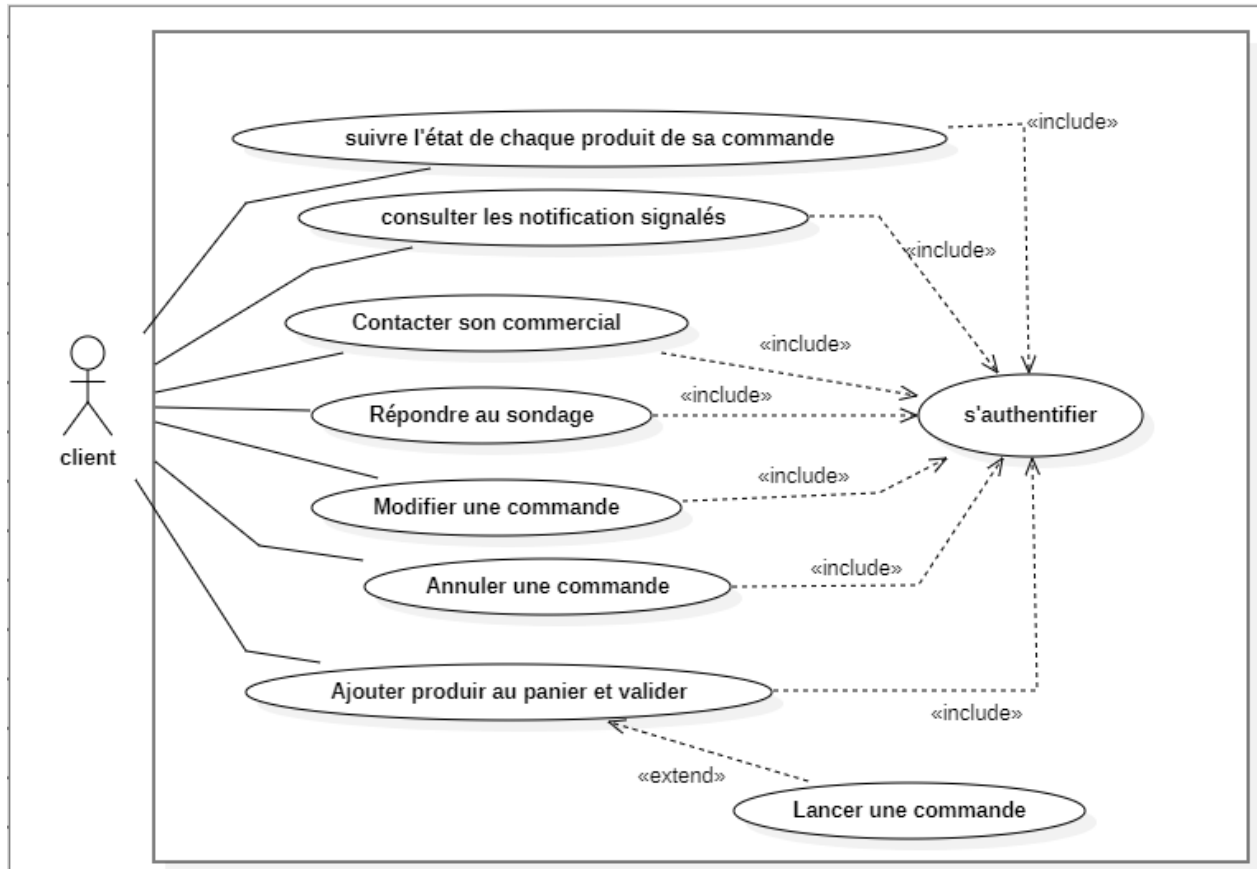 suivre l'état de chaque produit de sa commande
«include»
consulter les notification signalés
«include»
Contacter son commercial
«include»
Répondre au sondage
«include»
s'authentifier
client
Modifier une commande
«include»
Annuler une commande
«include»
Ajouter produir au panier et valider
«include»
«extend»
Lancer une commande